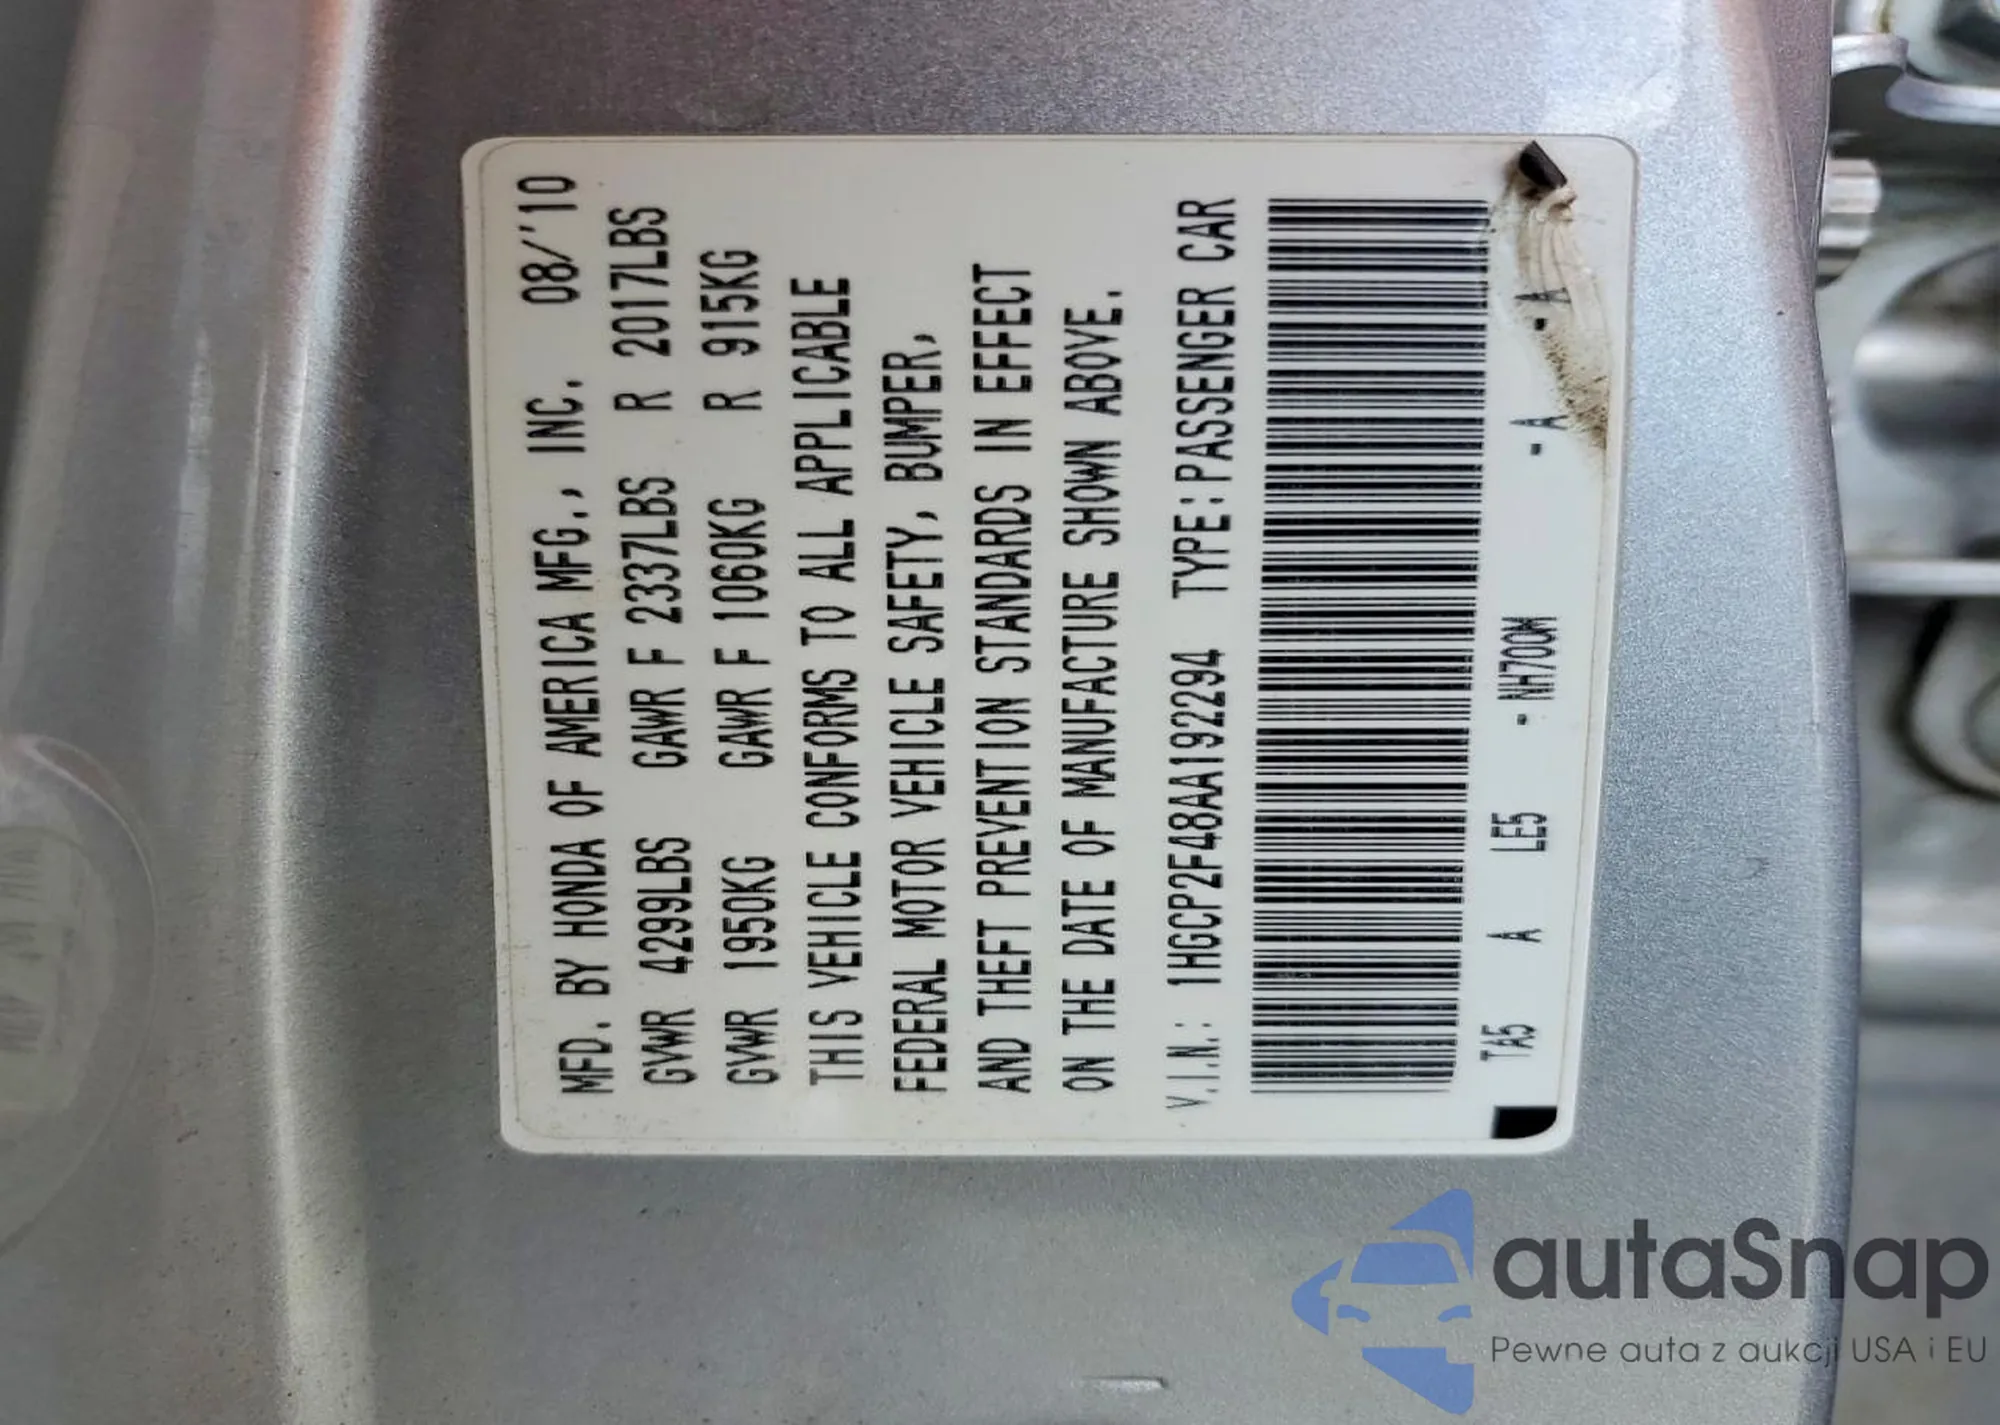 MFD. BY HONDA OF AMERICA MFG., INC. 08/'10
GVWR 4299LBS GAWR F 2337LBS R 2017LBS
GVWR 1950KG GAWR F 1060KG R 915KG
THIS VEHICLE CONFORMS TO ALL APPLICABLE
FEDERAL MOTOR VEHICLE SAFETY, BUMPER,
AND THEFT PREVENTION STANDARDS IN EFFECT
ON THE DATE OF MANUFACTURE SHOWN ABOVE.
V.I.N.: 1HGCP2F48AA192294 TYPE:PASSENGER CAR
TA5 A LE5 -NH700M -A -A
autaSnap
Pewne auta z aukcji USA i EU